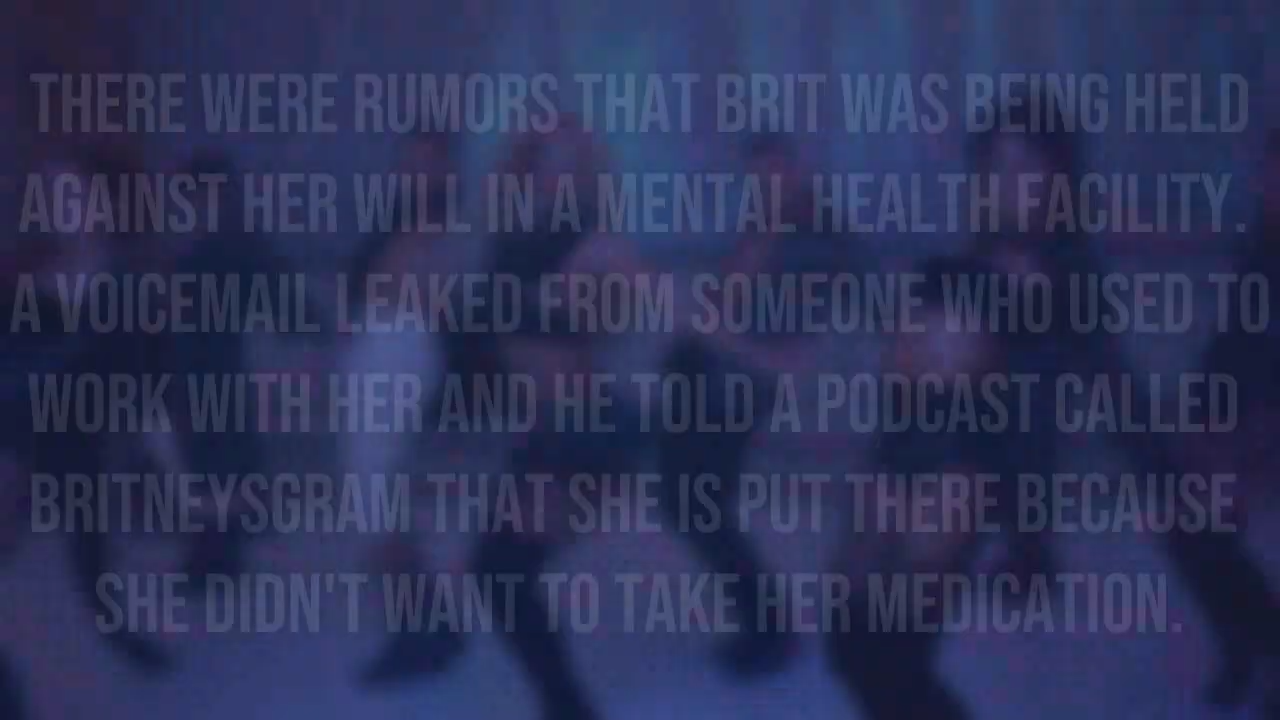 THERE WERE RUMORS THAT BRIT WAS BEING HELD
AGAINST HER WILL IN A MENTAL HEALTH FACILITY.
A VOICEMAIL LEAKED FROM SOMEONE WHO USED TO
WORK WITH HER AND HE TOLD A PODCAST CALLED
BRITNEYSGRAM THAT SHE IS PUT THERE BECAUSE
SHE DIDN'T WANT TO TAKE HER MEDICATION.